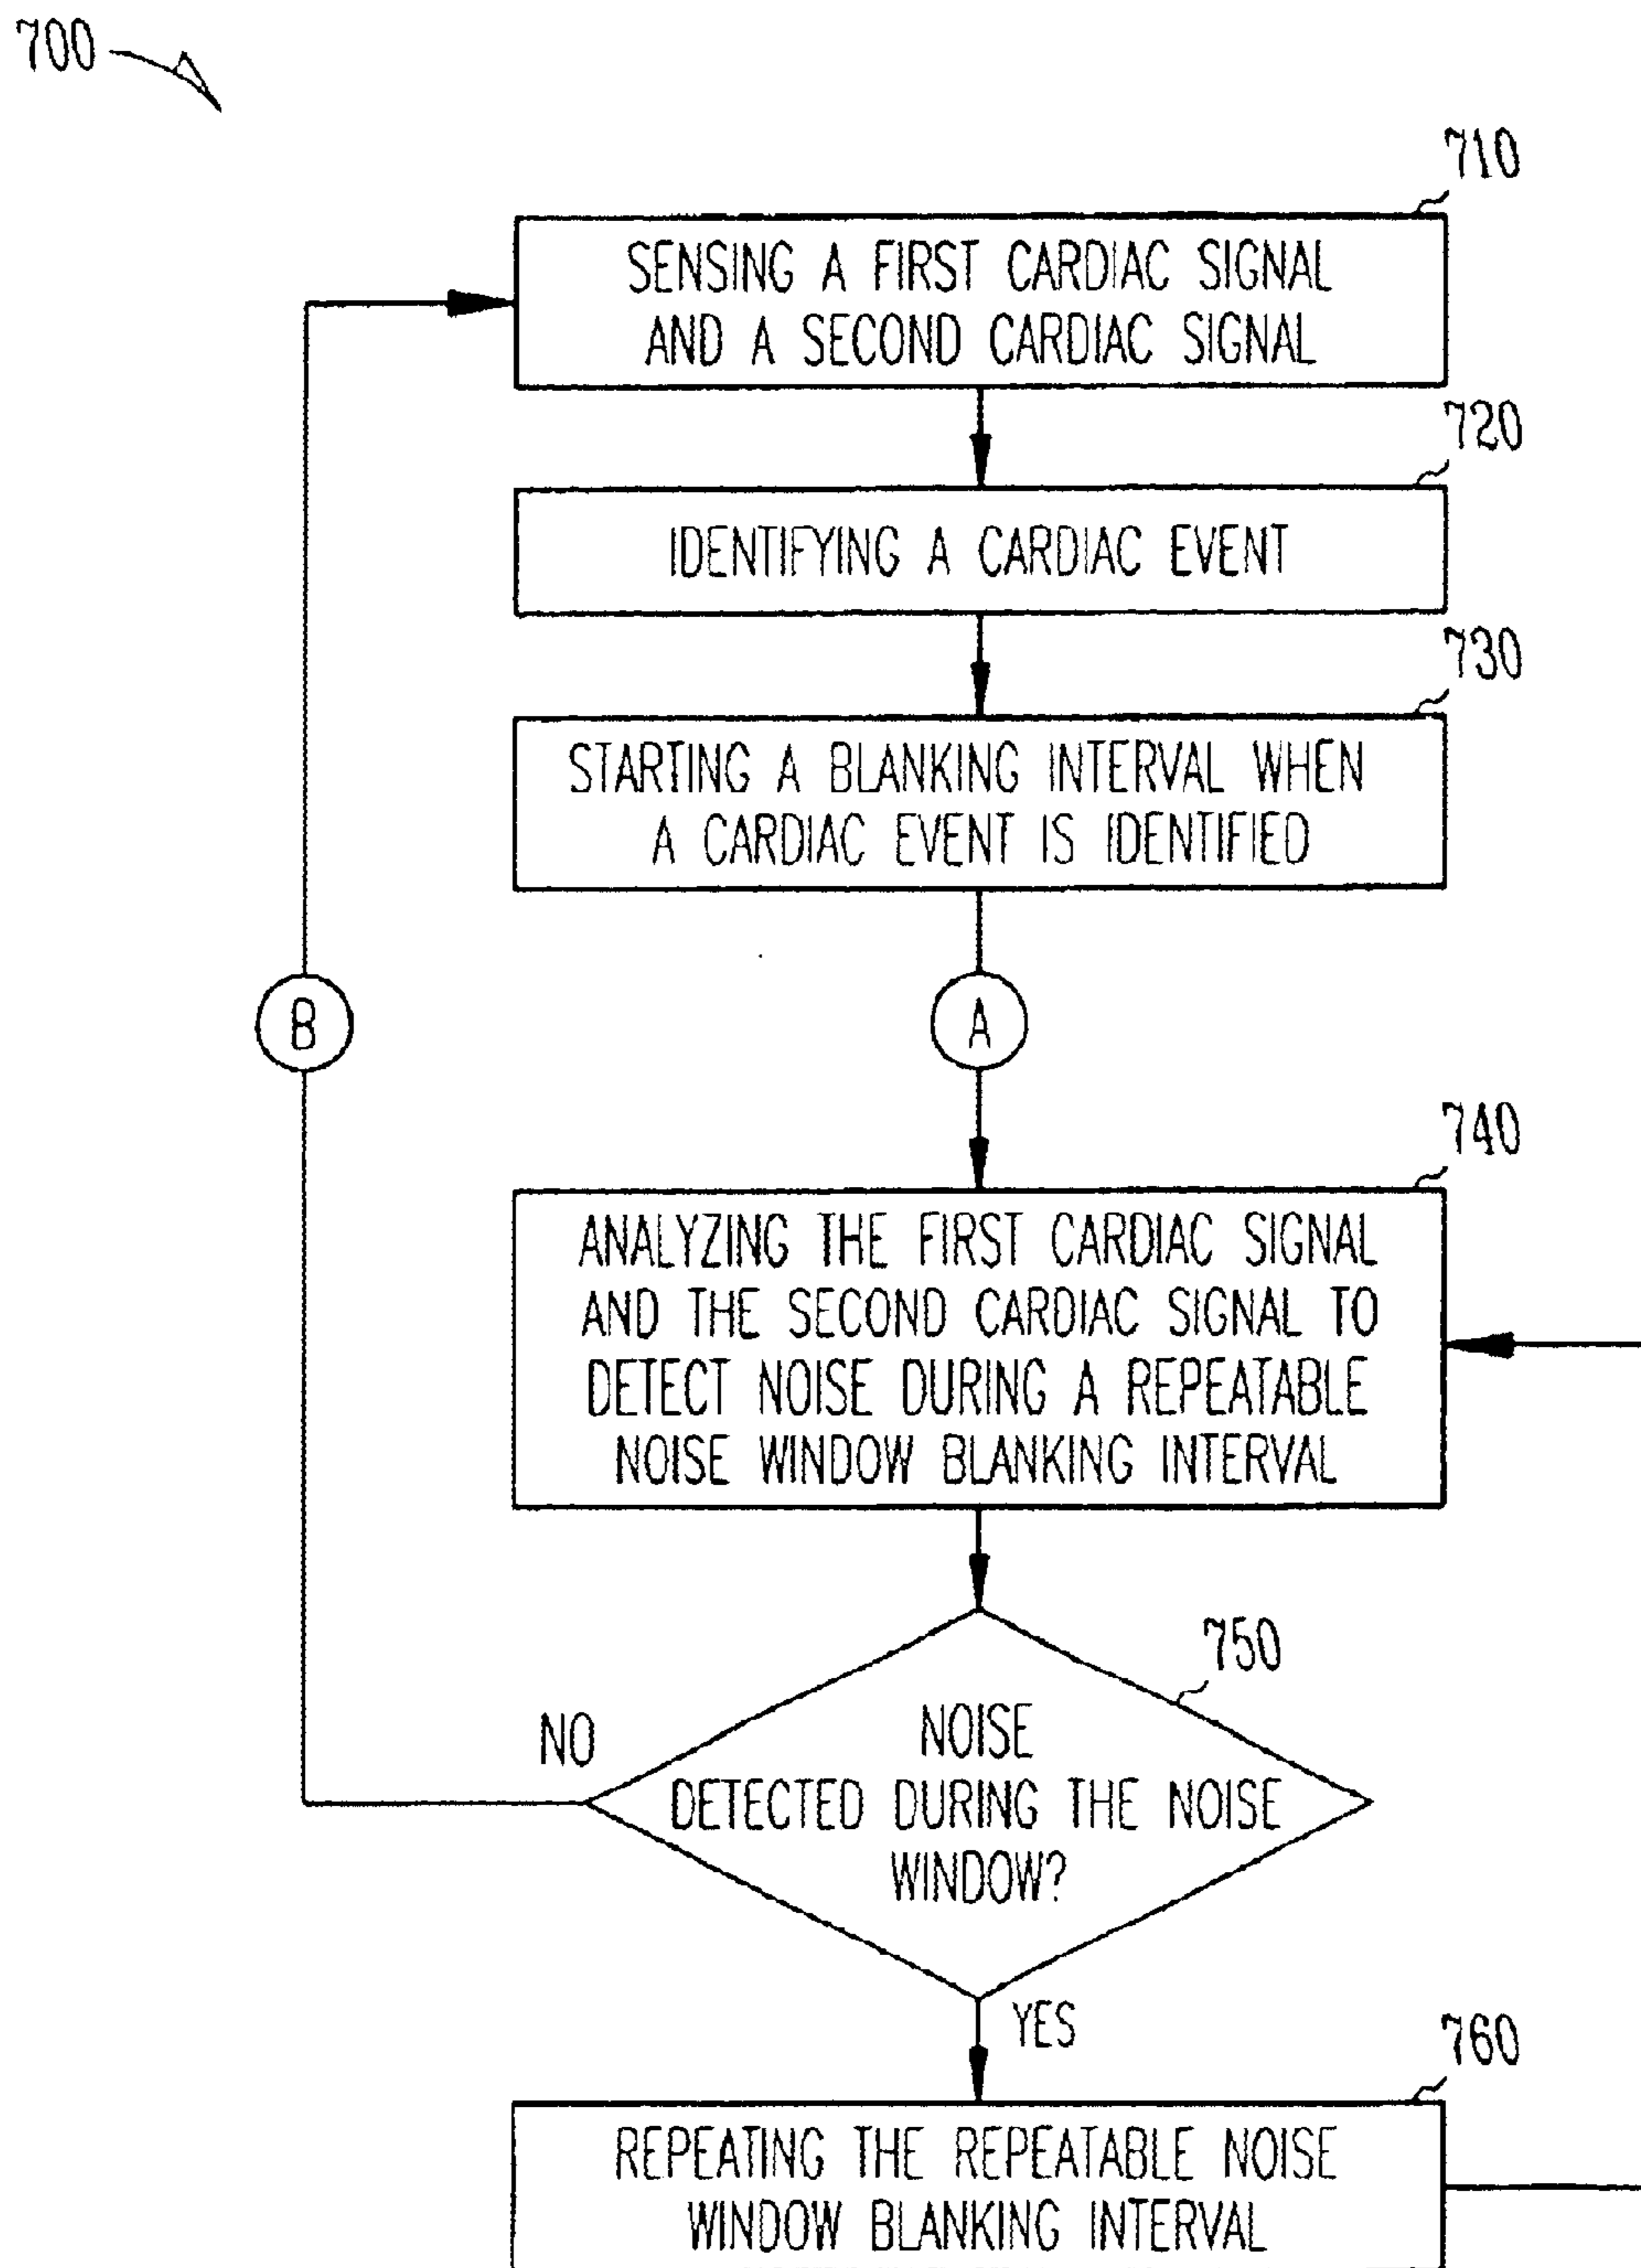 700
710
SENSING A FIRST CARDIAC SIGNAL
AND A SECOND CARDIAC SIGNAL
720
IDENTIFYING A CARDIAC EVENT
730
STARTING A BLANKING INTERVAL WHEN
A CARDIAC EVENT IS IDENTIFIED
B
A
740
ANALYZING THE FIRST CARDIAC SIGNAL
AND THE SECOND CARDIAC SIGNAL TO
DETECT NOISE DURING A REPEATABLE
NOISE WINDOW BLANKING INTERVAL
750
NO
NOISE
DETECTED DURING THE NOISE
WINDOW?
YES
760
REPEATING THE REPEATABLE NOISE
WINDOW BLANKING INTERVAL